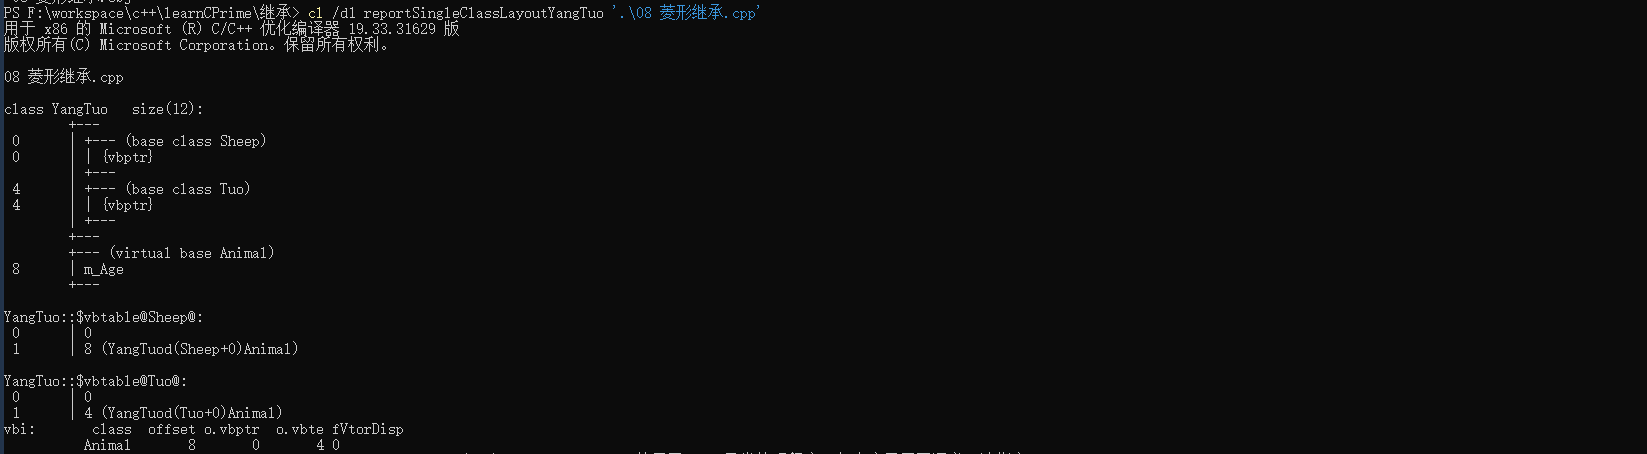 PS F:\workspace\c++\learnCPrime\继承> cl /d1 reportSingleClassLayoutYangTuo '.\08 菱形继承.cpp'
用于 x86 的 Microsoft (R) C/C++ 优化编译器 19.33.31629 版
版权所有(C) Microsoft Corporation。保留所有权利。
08 菱形继承.cpp
class YangTuo   size(12):
        +---
 0      | +--- (base class Sheep)
 0      | | {vbptr}
        | +---
 4      | +--- (base class Tuo)
 4      | | {vbptr}
        | +---
        +---
        +--- (virtual base Animal)
 8      | m_Age
        +---
YangTuo::$vbtable@Sheep@:
 0      | 0
 1      | 8 (YangTuod(Sheep+0)Animal)
YangTuo::$vbtable@Tuo@:
 0      | 0
 1      | 4 (YangTuod(Tuo+0)Animal)
vbi:       class  offset o.vbptr  o.vbte fVtorDisp
          Animal       8       0       4 0